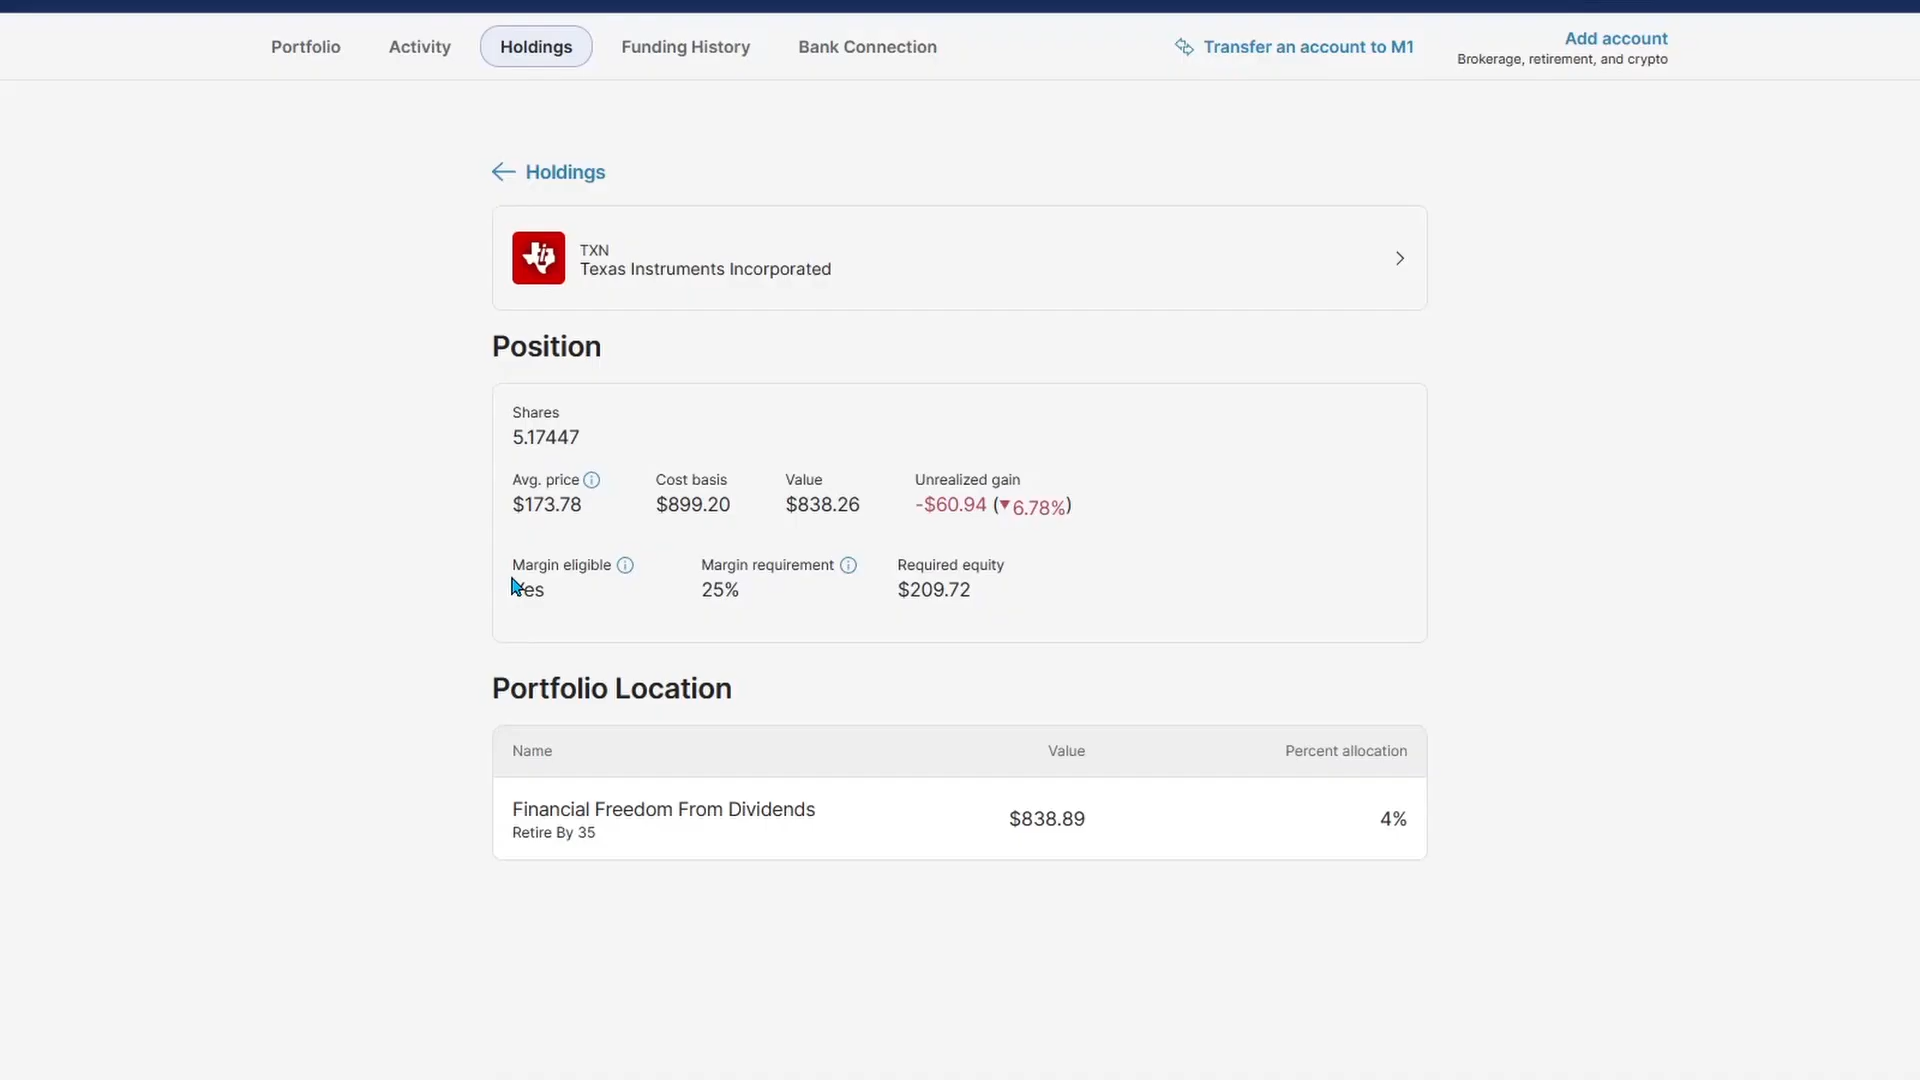 Portfolio Activity Holdings Funding History Bank Connection Transfer an account to M1 Add account
Brokerage, retirement, and crypto
Holdings
TXN
Texas Instruments Incorporated
Position
Shares
5.17447
Avg. price Cost basis Value Unrealized gain
$173.78 $899.20 $838.26 -$60.94 (▼6.78%)
Margin eligible Margin requirement Required equity
Yes 25% $209.72
Portfolio Location
Name Value Percent allocation
Financial Freedom From Dividends $838.89 4%
Retire By 35